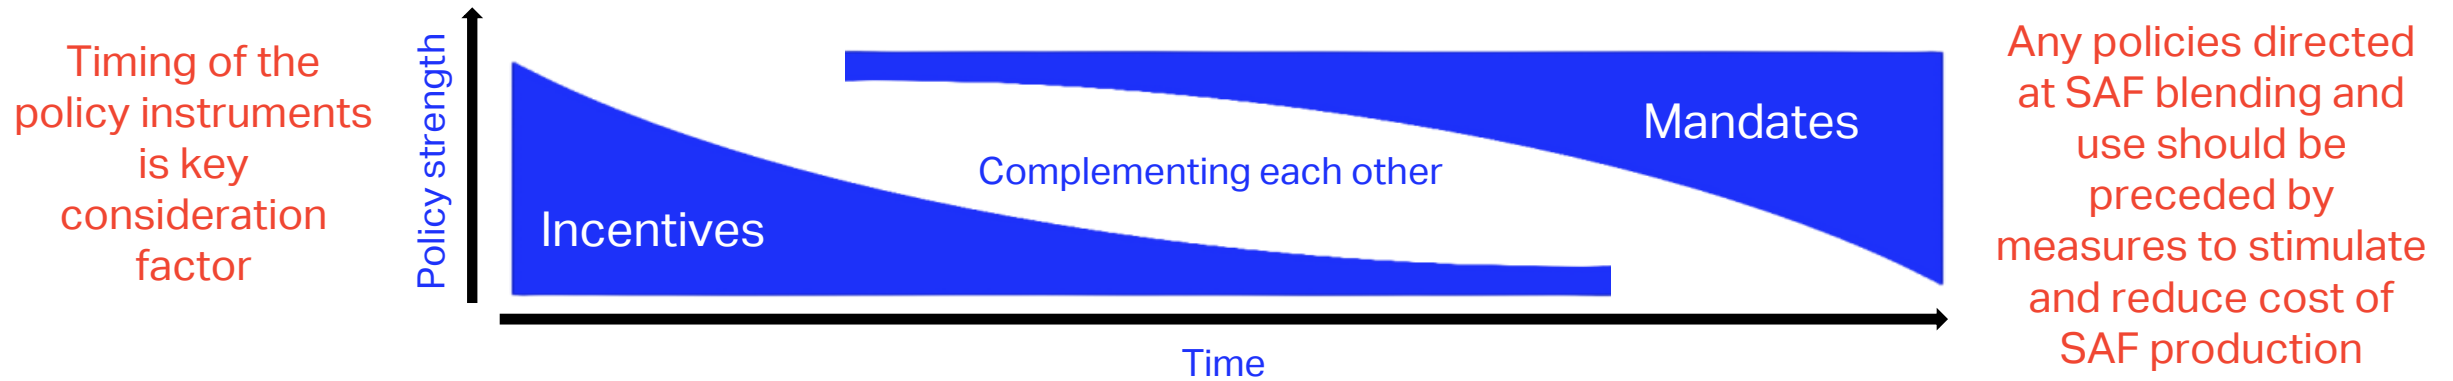 Timing of the
policy instruments
is key
consideration
factor
Policy strength
Incentives
Complementing each other
Mandates
Time
Any policies directed
at SAF blending and
use should be
preceded by
measures to stimulate
and reduce cost of
SAF production